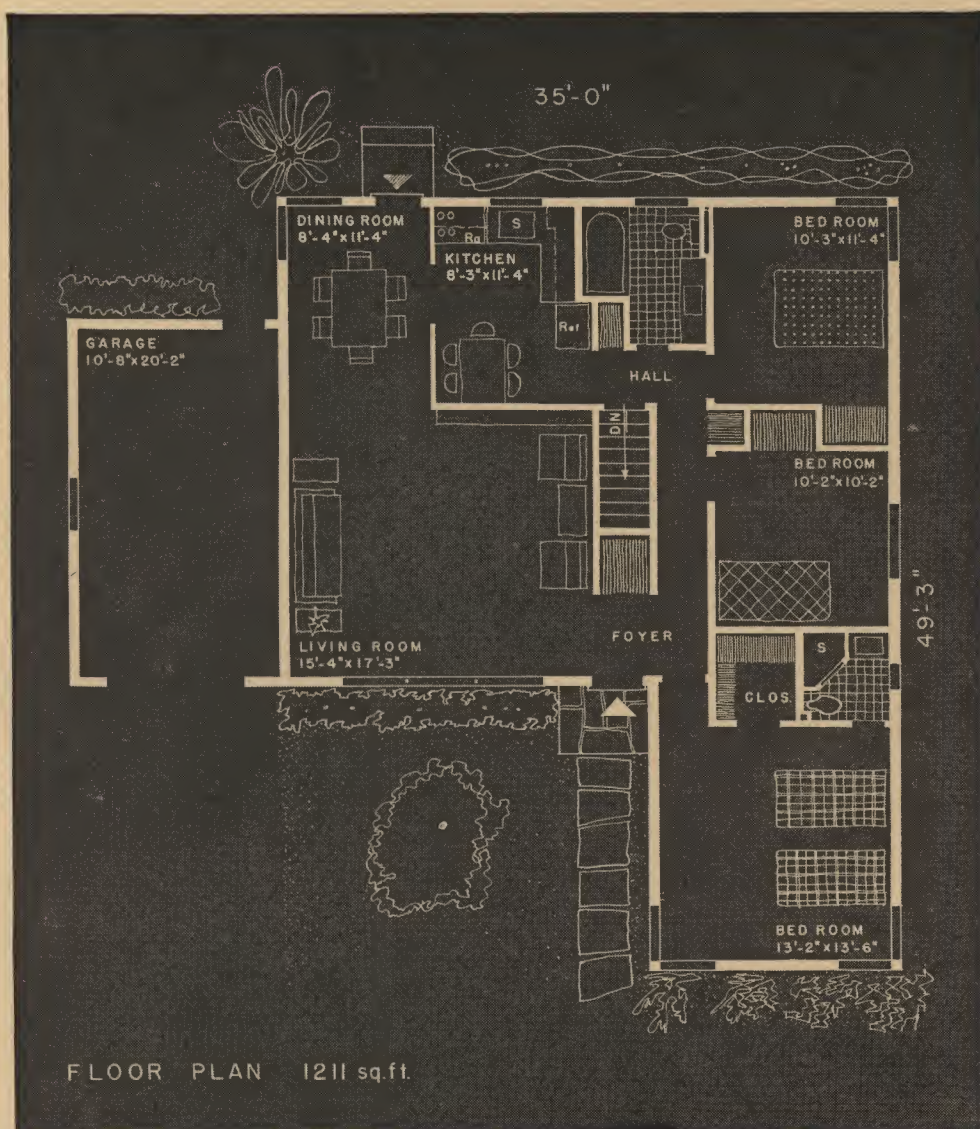 35'-0"
DINING ROOM
8'-4"x11'-4"
Ra
S
KITCHEN
8'-3"x11'-4"
Ref
BED ROOM
10'-3"x11'-4"
GARAGE
10'-8"x20'-2"
HALL
DN
BED ROOM
10'-2"x10'-2"
49'-3"
LIVING ROOM
15'-4"x17'-3"
FOYER
S
CLOS.
BED ROOM
13'-2"x13'-6"
FLOOR PLAN 1211 sq.ft.